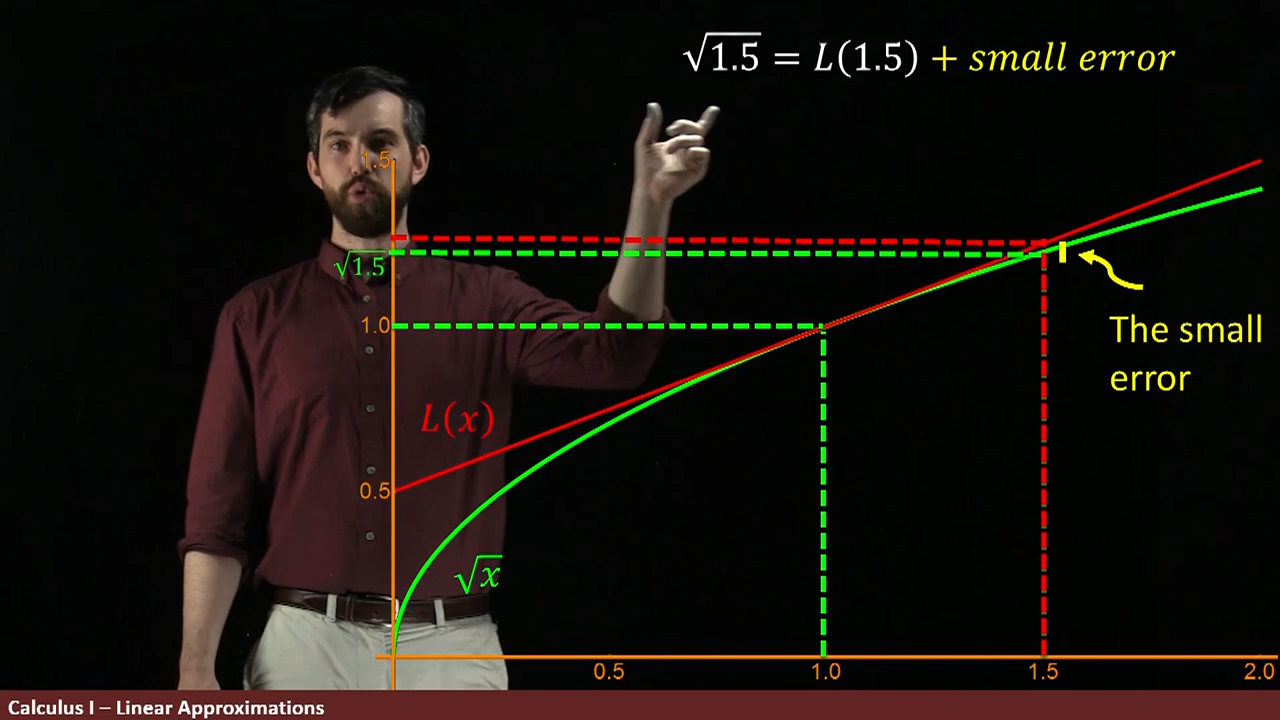 √1.5 = L(1.5) + small error
1.5
√1.5
1.0
The small
error
L(x)
0.5
√x
0.5 1.0 1.5 2.0
Calculus I – Linear Approximations